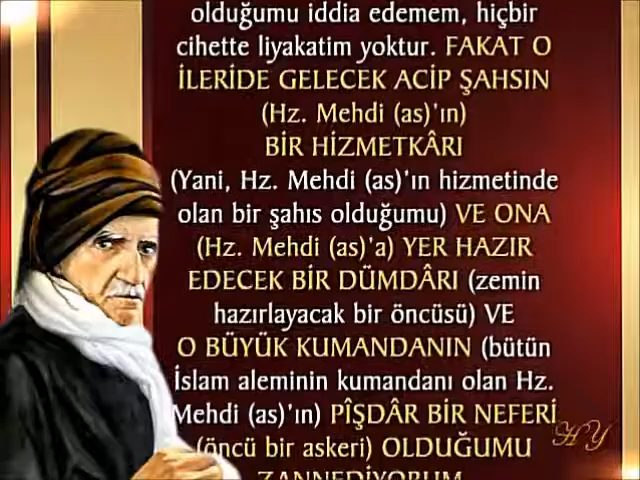 olduğumu iddia edemem, hiçbir
cihette liyakatim yoktur. FAKAT O
İLERİDE GELECEK ACİP ŞAHSIN
(Hz. Mehdi (as)'ın)
BİR HİZMETKÂRI
(Yani, Hz. Mehdi (as)'ın hizmetinde
olan bir şahıs olduğumu) VE ONA
(Hz. Mehdi (as)'a) YER HAZIR
EDECEK BİR DÜMDÂRI (zemin
hazırlayacak bir öncüsü) VE
O BÜYÜK KUMANDANIN (bütün
İslam aleminin kumandanı olan Hz.
Mehdi (as)'ın) PÎŞDÂR BİR NEFERİ
(öncü bir askeri) OLDUĞUMU
ZANNEDİYORUM
HY